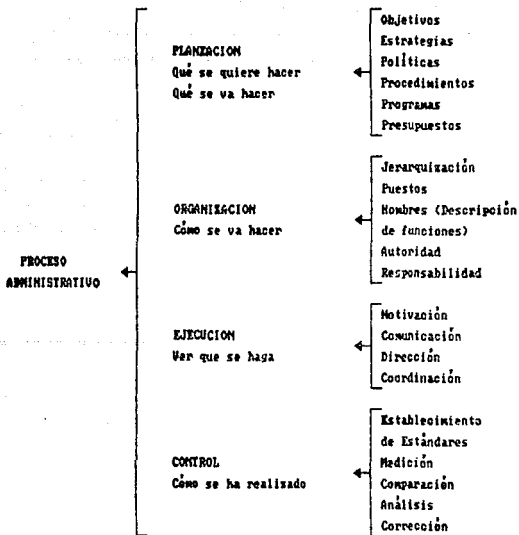 PROCESO
ADMINISTRATIVO
PLANEACION
Qué se quiere hacer
Qué se va hacer
Objetivos
Estrategias
Políticas
Procedimientos
Programas
Presupuestos
ORGANIZACION
Cómo se va hacer
Jerarquización
Puestos
Hombres (Descripción
de funciones)
Autoridad
Responsabilidad
EJECUCION
Ver que se haga
Motivación
Comunicación
Dirección
Coordinación
CONTROL
Cómo se ha realizado
Establecimiento
de Estándares
Medición
Comparación
Análisis
Corrección